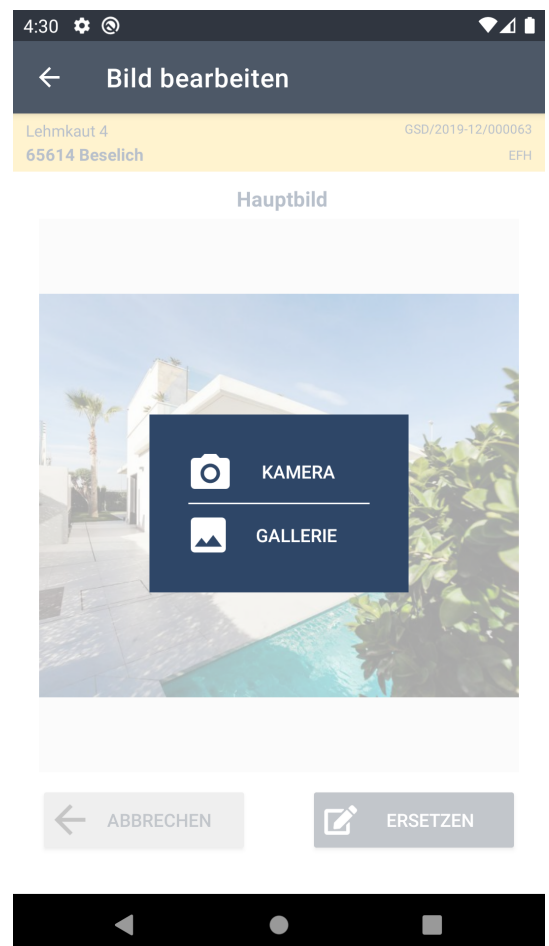 4:30
Bild bearbeiten
Lehmkaut 4
GSD/2019-12/000063
65614 Beselich
EFH
Hauptbild
KAMERA
GALLERIE
ABBRECHEN
ERSETZEN